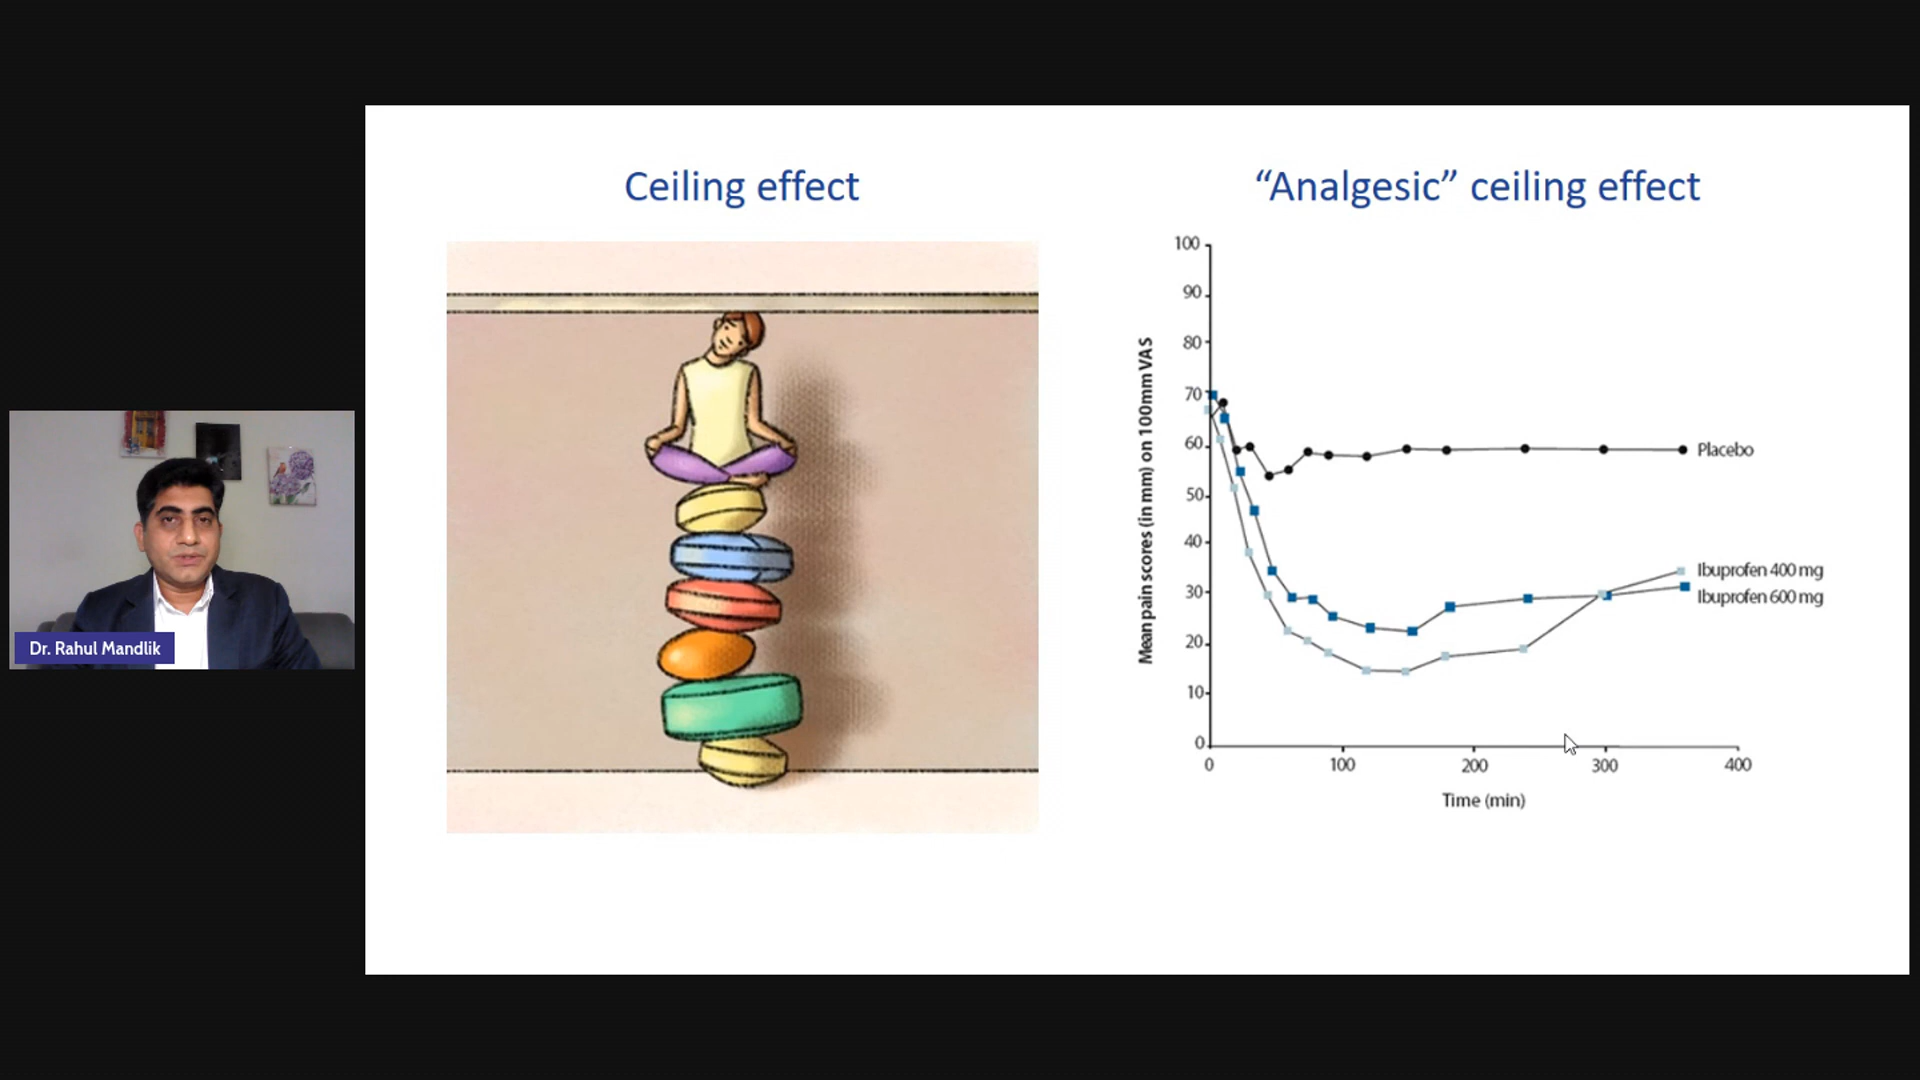 Ceiling effect
“Analgesic” ceiling effect
100
90
80
70
60
50
40
30
20
10
0
Mean pain scores (in mm) on 100mm VAS
Placebo
Ibuprofen 400 mg
Ibuprofen 600 mg
0 100 200 300 400
Time (min)
Dr. Rahul Mandlik